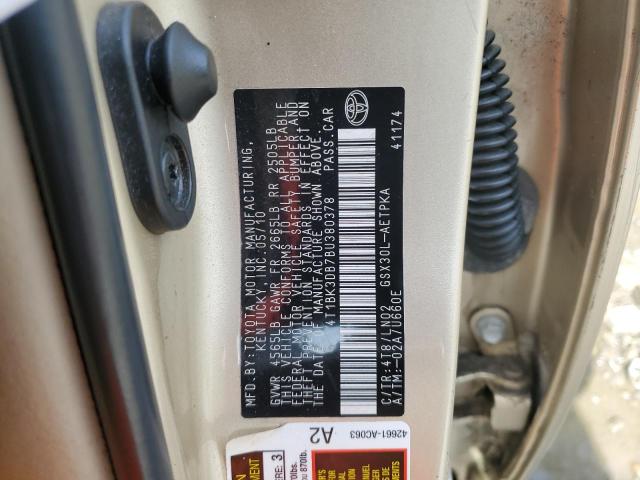 MFD. BY: TOYOTA MOTOR MANUFACTURING,
KENTUCKY, INC. 05/10
GVWR 4565LB GAWR FR 2665LB RR 2505LB
THIS VEHICLE CONFORMS TO ALL APPLICABLE
FEDERAL MOTOR VEHICLE SAFETY, BUMPER, AND
THEFT PREVENTION STANDARDS IN EFFECT ON
THE DATE OF MANUFACTURE SHOWN ABOVE.
4T1BK3DB7BU380378 PASS. CAR
C/TR: 4T8/LN02 GSX30L-AETPKA
A/TM: -02A/U660E 41174
42661-AC063
A2